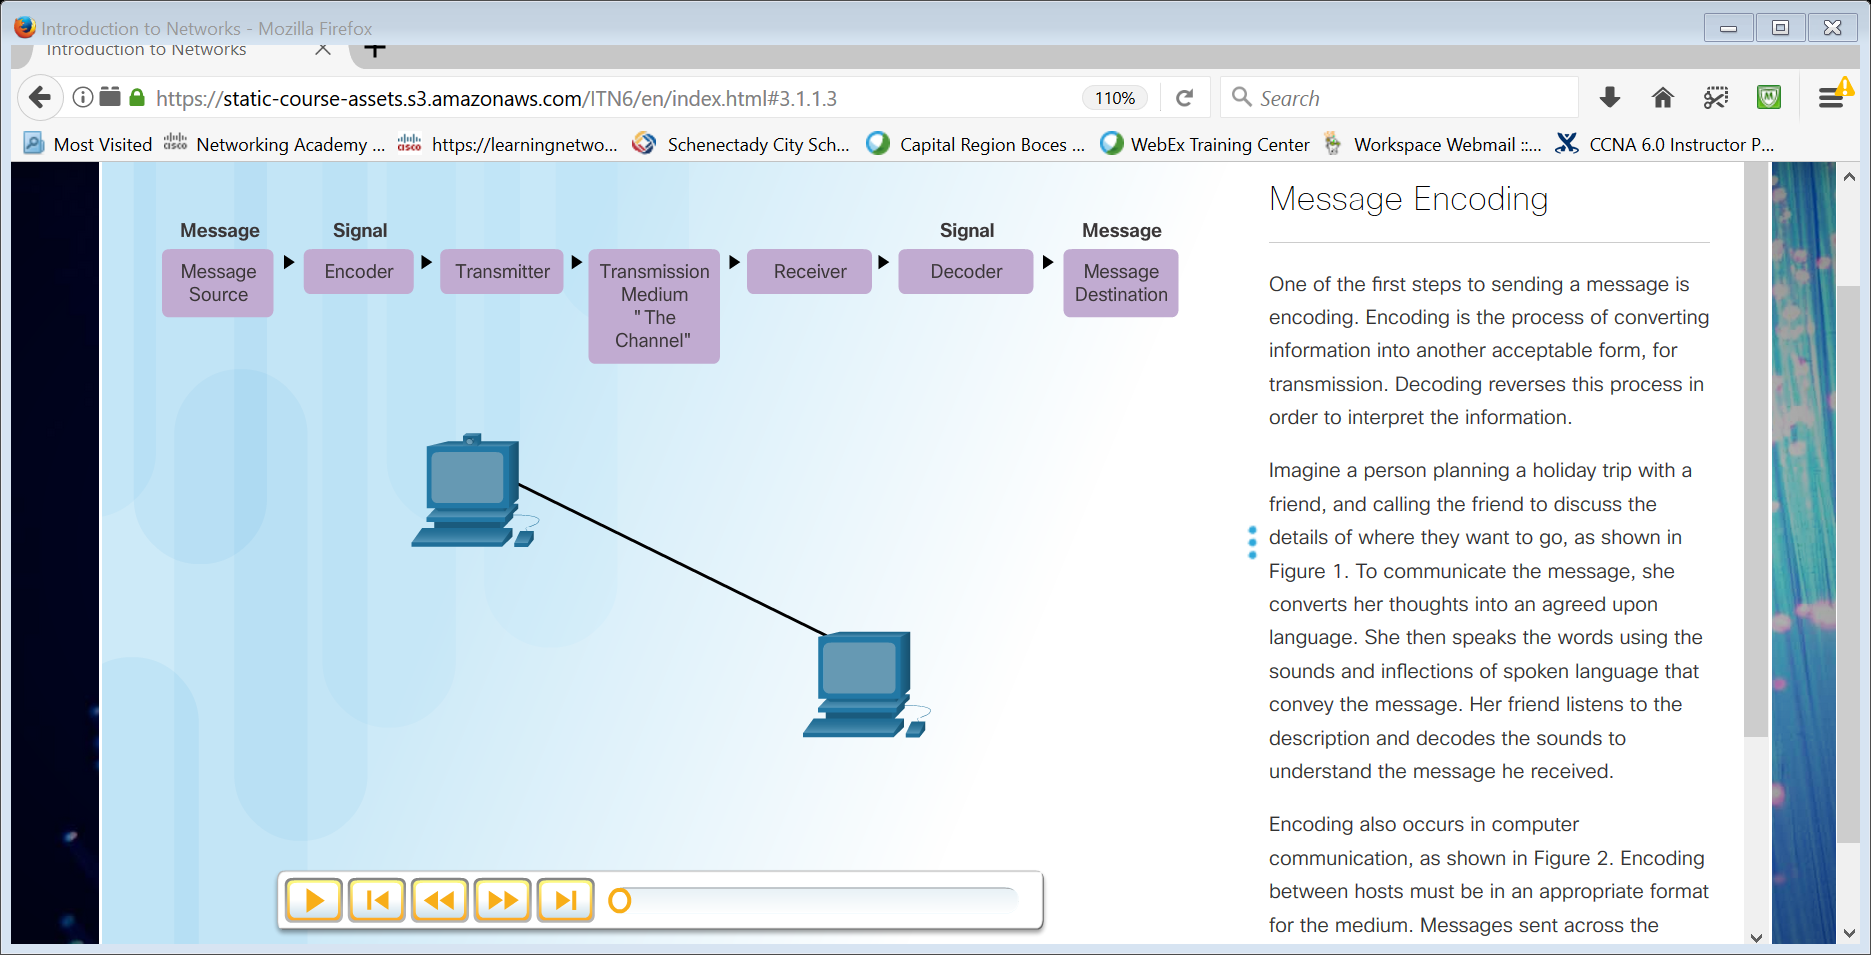 Introduction to Networks - Mozilla Firefox
Introduction to Networks
https://static-course-assets.s3.amazonaws.com/ITN6/en/index.html#3.1.1.3
110%
Search
Most Visited
Networking Academy ...
https://learningnetwo...
Schenectady City Sch...
Capital Region Boces ...
WebEx Training Center
Workspace Webmail ::...
CCNA 6.0 Instructor P...
Message
Signal
Signal
Message
Message
Source
Encoder
Transmitter
Transmission
Medium
"The
Channel"
Receiver
Decoder
Message
Destination
Message Encoding
One of the first steps to sending a message is
encoding. Encoding is the process of converting
information into another acceptable form, for
transmission. Decoding reverses this process in
order to interpret the information.
Imagine a person planning a holiday trip with a
friend, and calling the friend to discuss the
details of where they want to go, as shown in
Figure 1. To communicate the message, she
converts her thoughts into an agreed upon
language. She then speaks the words using the
sounds and inflections of spoken language that
convey the message. Her friend listens to the
description and decodes the sounds to
understand the message he received.
Encoding also occurs in computer
communication, as shown in Figure 2. Encoding
between hosts must be in an appropriate format
for the medium. Messages sent across the